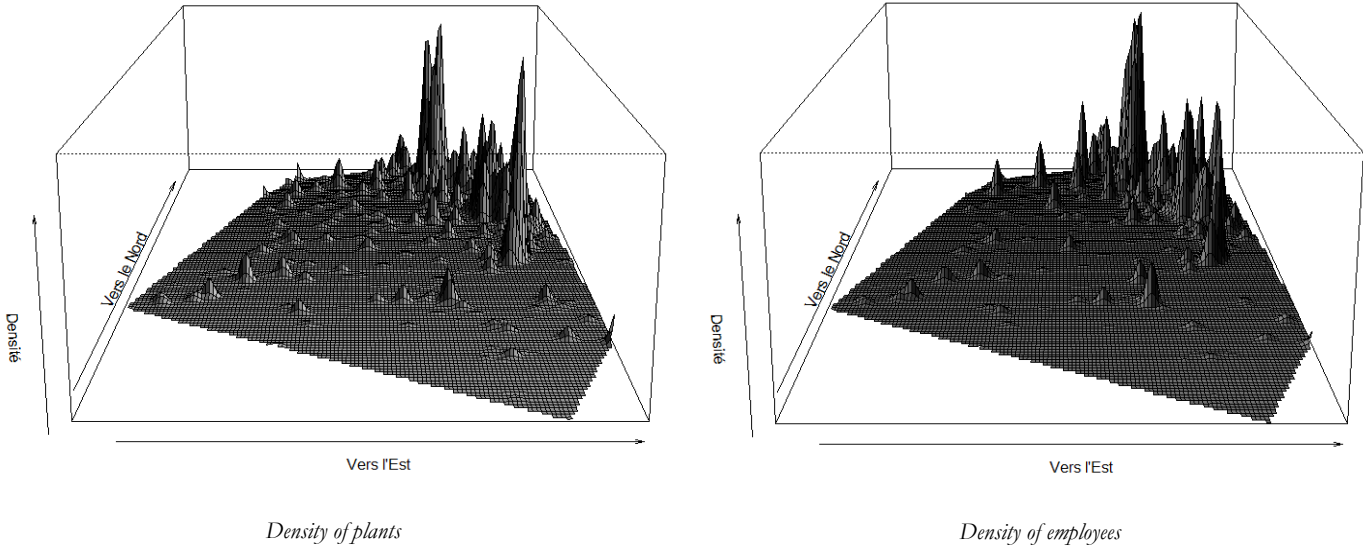 Densité
Vers le Nord
Vers l'Est
Densité
Vers le Nord
Vers l'Est
Density of plants
Density of employees